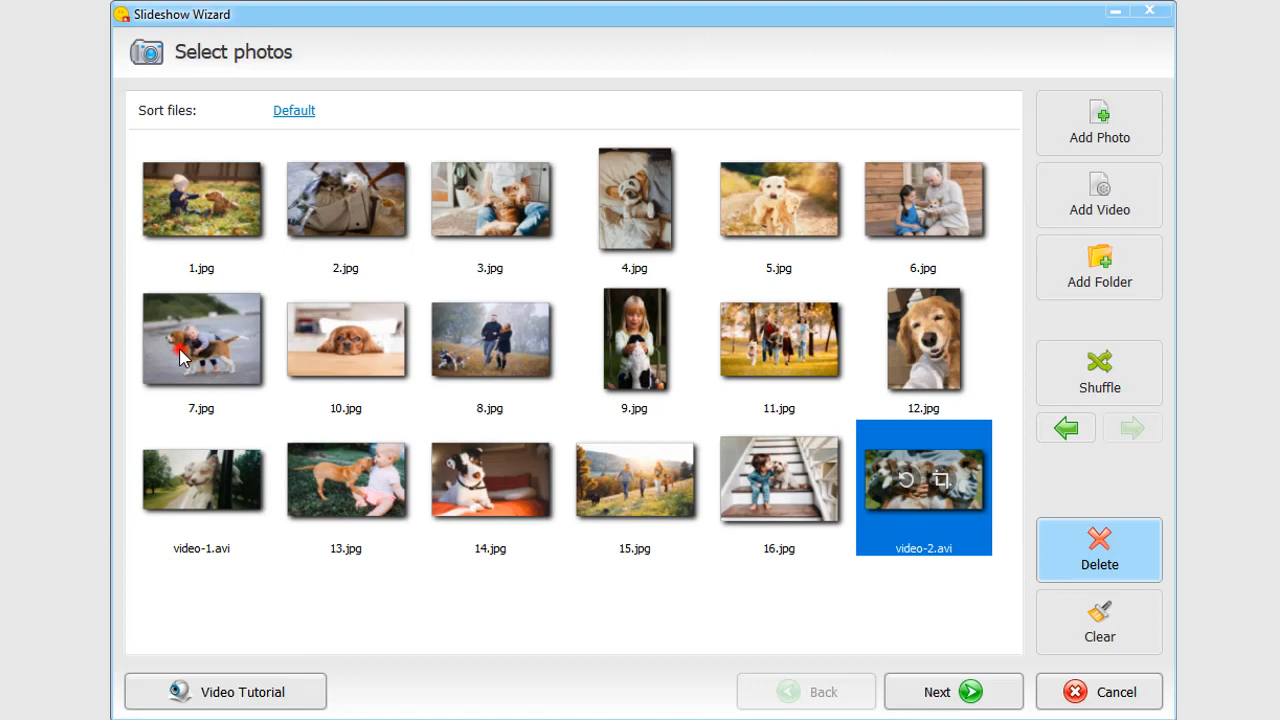 Slideshow Wizard
Select photos
Sort files: Default
1.jpg 2.jpg 3.jpg 4.jpg 5.jpg 6.jpg
7.jpg 10.jpg 8.jpg 9.jpg 11.jpg 12.jpg
video-1.avi 13.jpg 14.jpg 15.jpg 16.jpg video-2.avi
Add Photo
Add Video
Add Folder
Shuffle
Delete
Clear
Video Tutorial Back Next Cancel